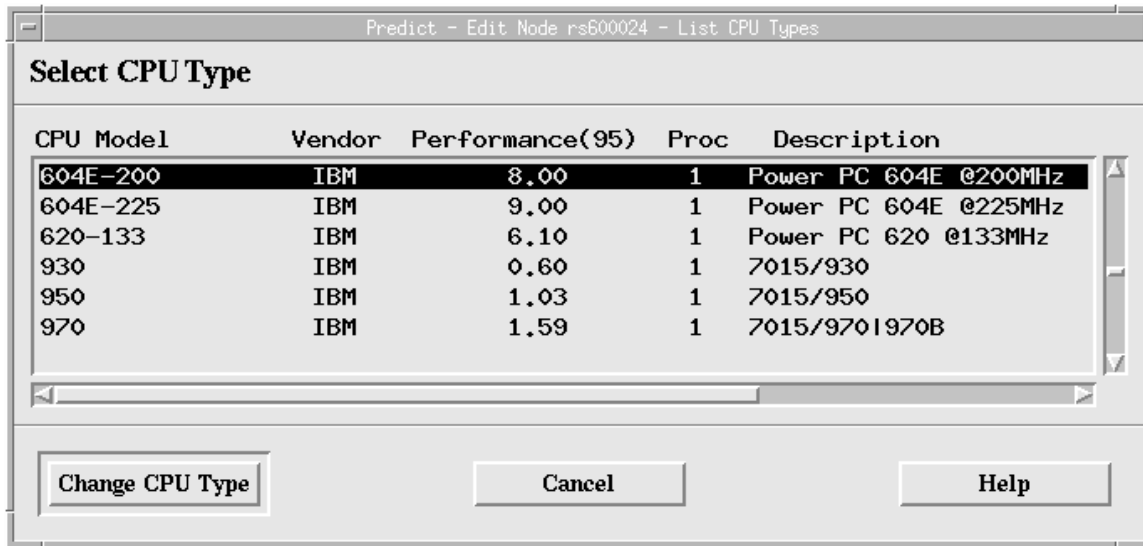 Predict - Edit Node rs600024 - List CPU Types
Select CPU Type
CPU Model Vendor Performance(95) Proc Description
604E-200 IBM 8.00 1 Power PC 604E @200MHz
604E-225 IBM 9.00 1 Power PC 604E @225MHz
620-133 IBM 6.10 1 Power PC 620 @133MHz
930 IBM 0.60 1 7015/930
950 IBM 1.03 1 7015/950
970 IBM 1.59 1 7015/970|970B
Change CPU Type Cancel Help